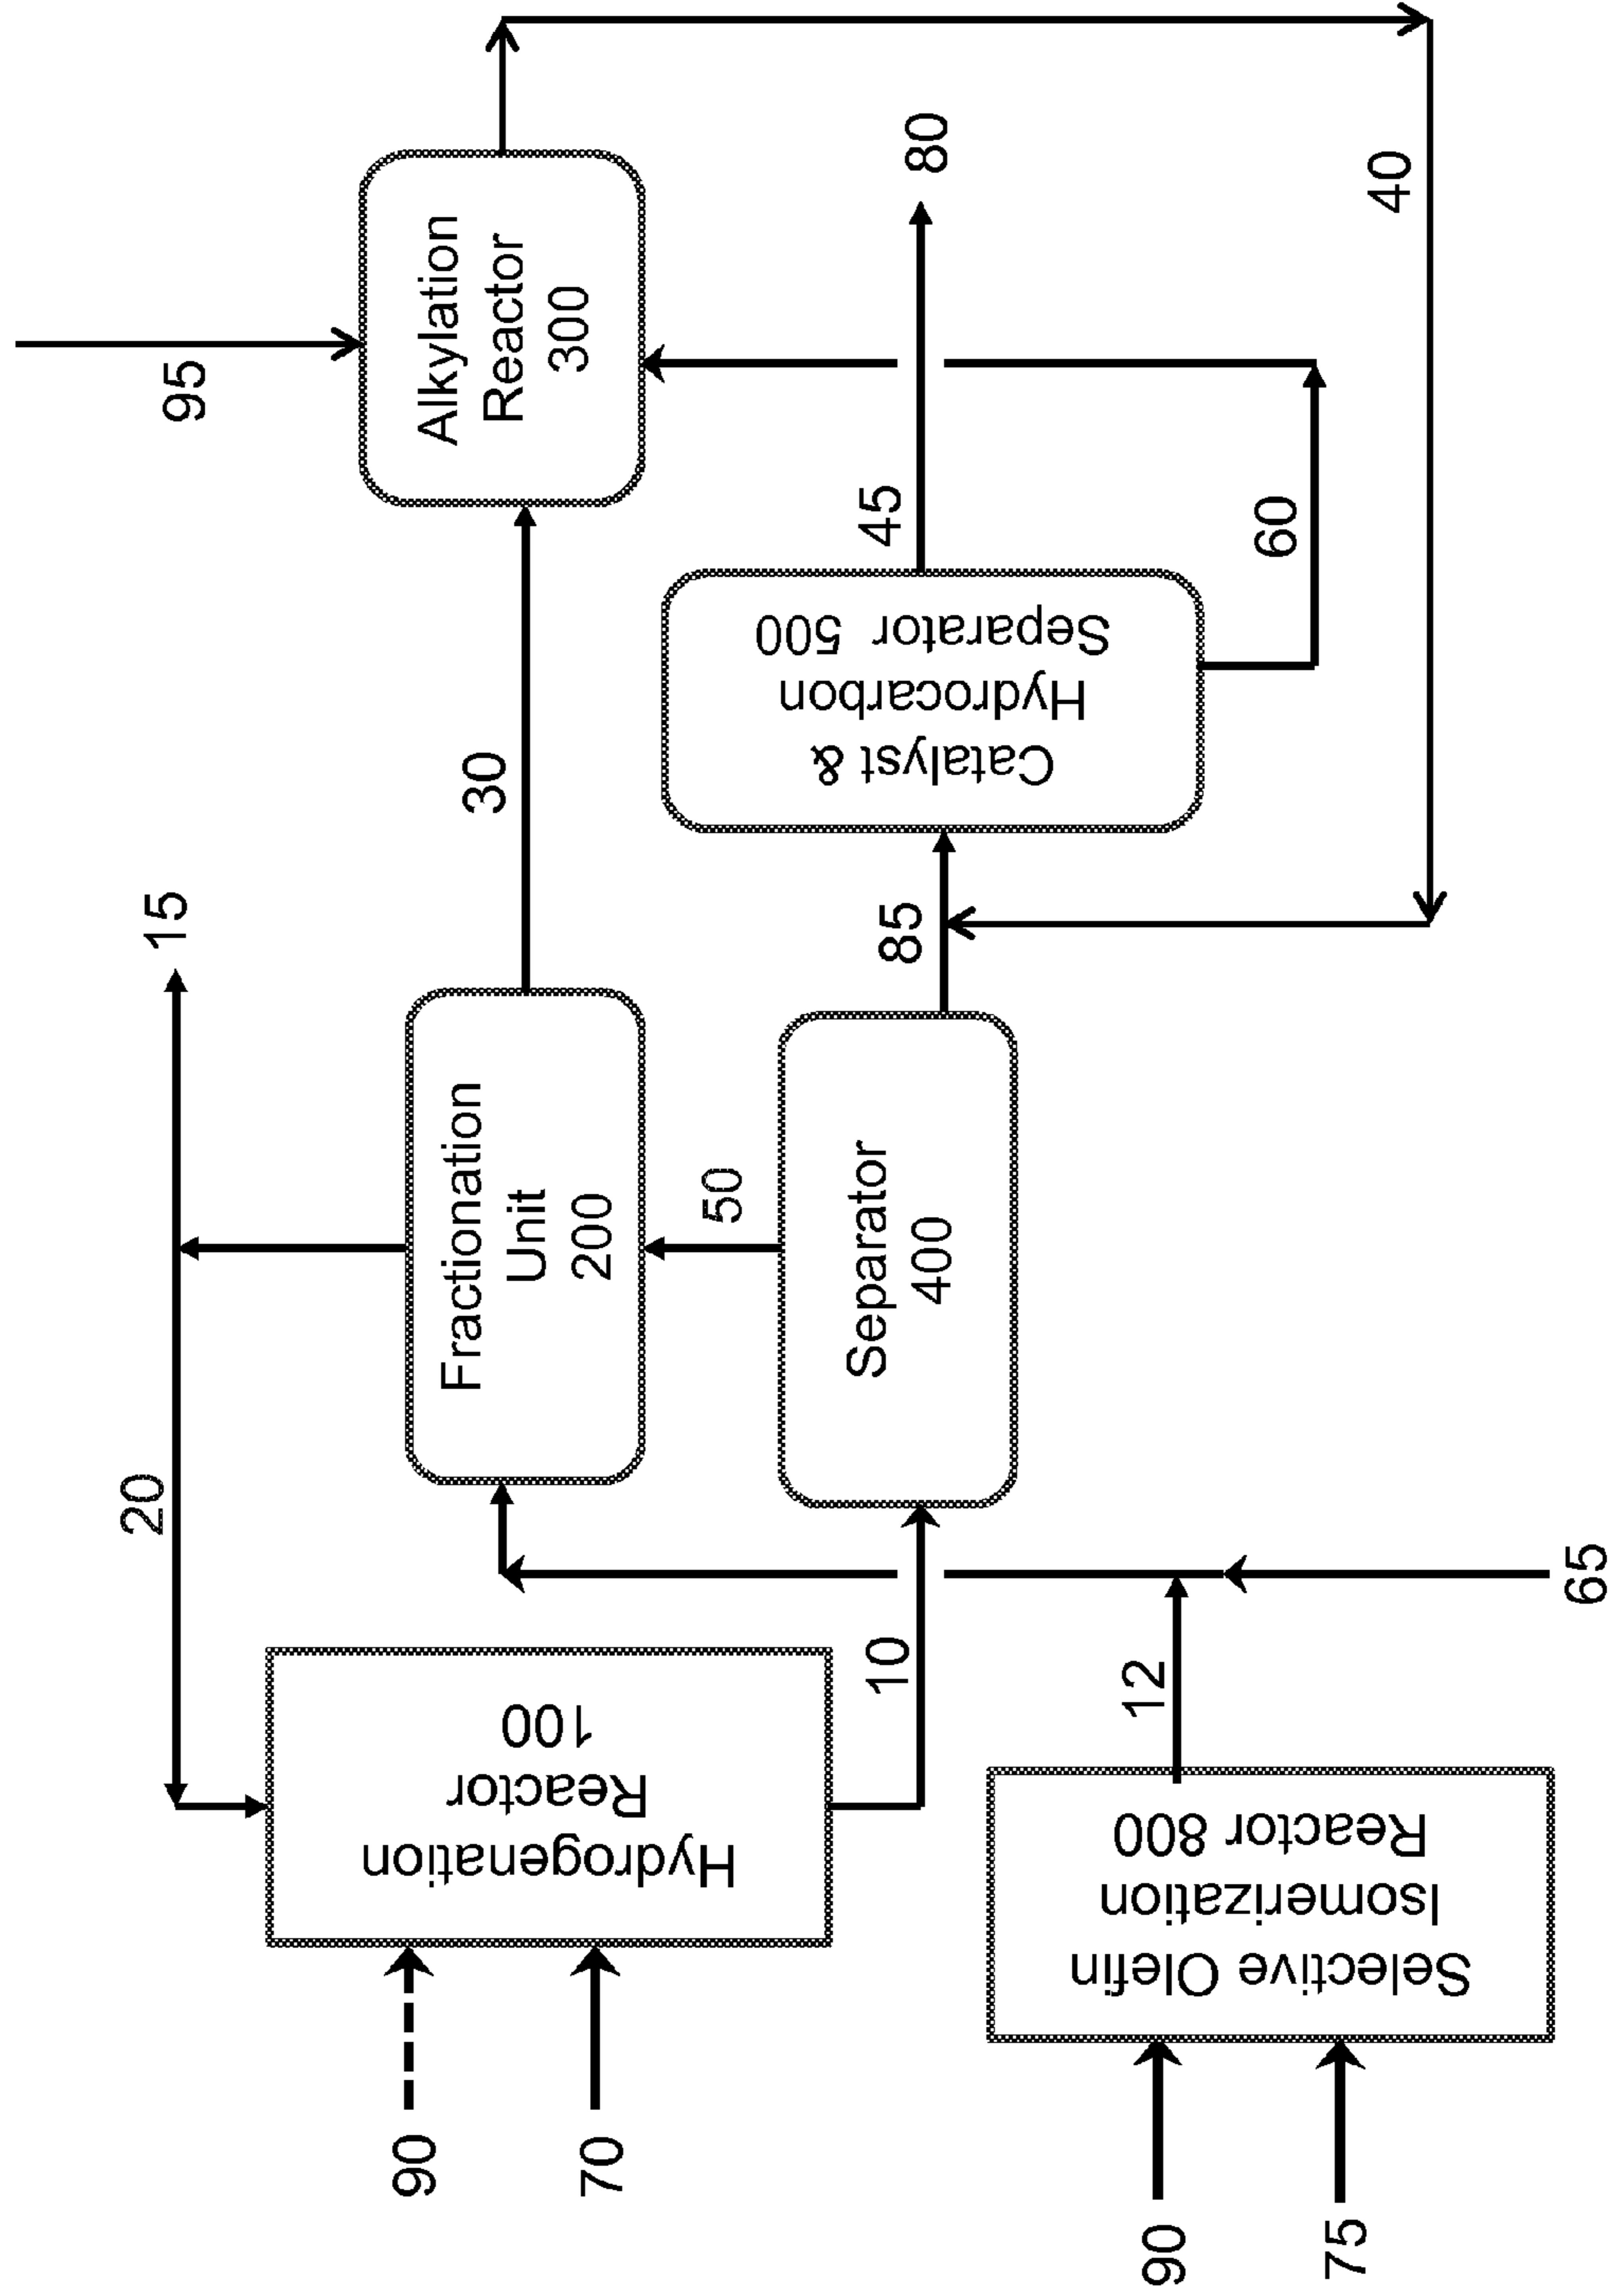 95
Alkylation
Reactor
300
15
20
30
Fractionation
Unit
200
50
Separator
400
85
45
80
Catalyst &
Hydrocarbon
Separator 500
60
40
90
70
Hydrogenation
Reactor
100
10
12
65
90
75
Selective Olefin
Isomerization
Reactor 800